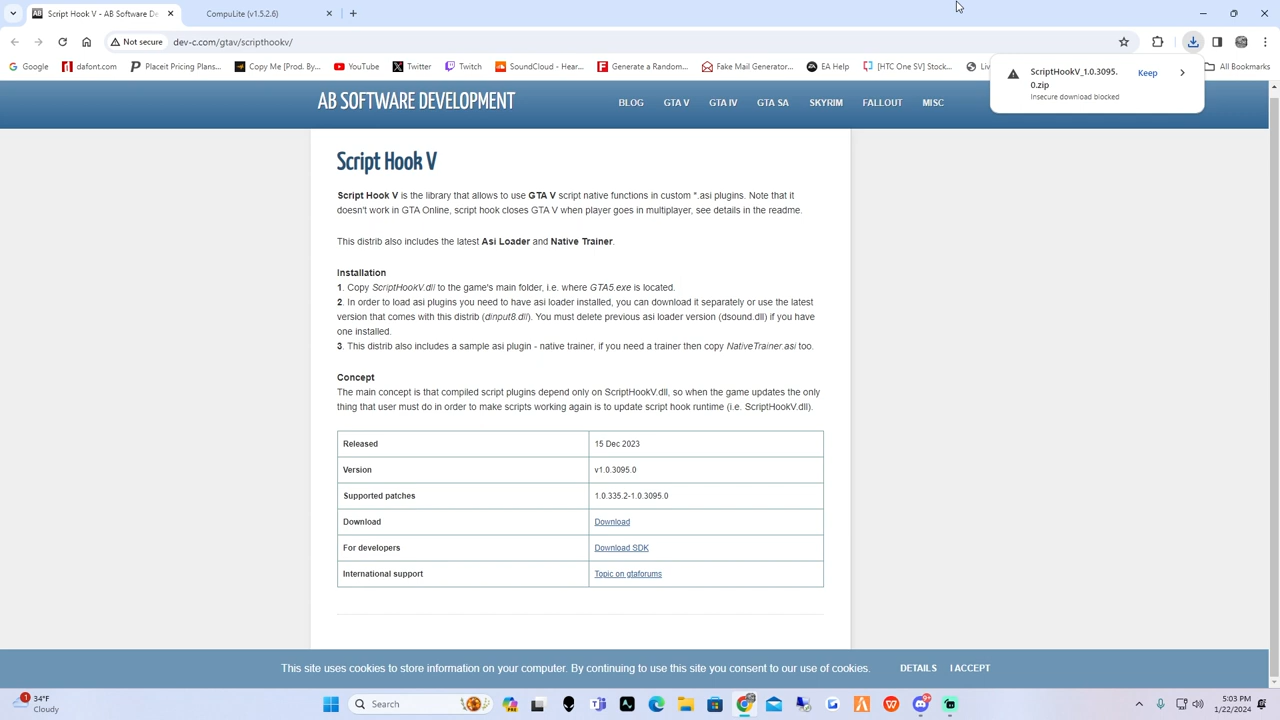 Script Hook V - AB Software De
CompuLite (v1.5.2.6)
Not secure
dev-c.com/gtav/scripthookv/
Google
dafont.com
Placeit Pricing Plans...
Copy Me [Prod. By...
YouTube
Twitter
Twitch
SoundCloud - Hear...
Generate a Random...
Fake Mail Generator...
EA Help
[HTC One SV] Stock...
All Bookmarks
ScriptHookV_1.0.3095.
0.zip
Insecure download blocked
Keep
AB SOFTWARE DEVELOPMENT
BLOG
GTA V
GTA IV
GTA SA
SKYRIM
FALLOUT
MISC
Script Hook V
Script Hook V is the library that allows to use GTA V script native functions in custom *.asi plugins. Note that it
doesn't work in GTA Online, script hook closes GTA V when player goes in multiplayer, see details in the readme.
This distrib also includes the latest Asi Loader and Native Trainer.
Installation
1. Copy ScriptHookV.dll to the game's main folder, i.e. where GTA5.exe is located.
2. In order to load asi plugins you need to have asi loader installed, you can download it separately or use the latest
version that comes with this distrib (dinput8.dll). You must delete previous asi loader version (dsound.dll) if you have
one installed.
3. This distrib also includes a sample asi plugin - native trainer, if you need a trainer then copy NativeTrainer.asi too.
Concept
The main concept is that compiled script plugins depend only on ScriptHookV.dll, so when the game updates the only
thing that user must do in order to make scripts working again is to update script hook runtime (i.e. ScriptHookV.dll).
Released 15 Dec 2023
Version v1.0.3095.0
Supported patches 1.0.335.2-1.0.3095.0
Download Download
For developers Download SDK
International support Topic on gtaforums
This site uses cookies to store information on your computer. By continuing to use this site you consent to our use of cookies.
DETAILS
I ACCEPT
1
34°F
Cloudy
Search
5:03 PM
1/22/2024